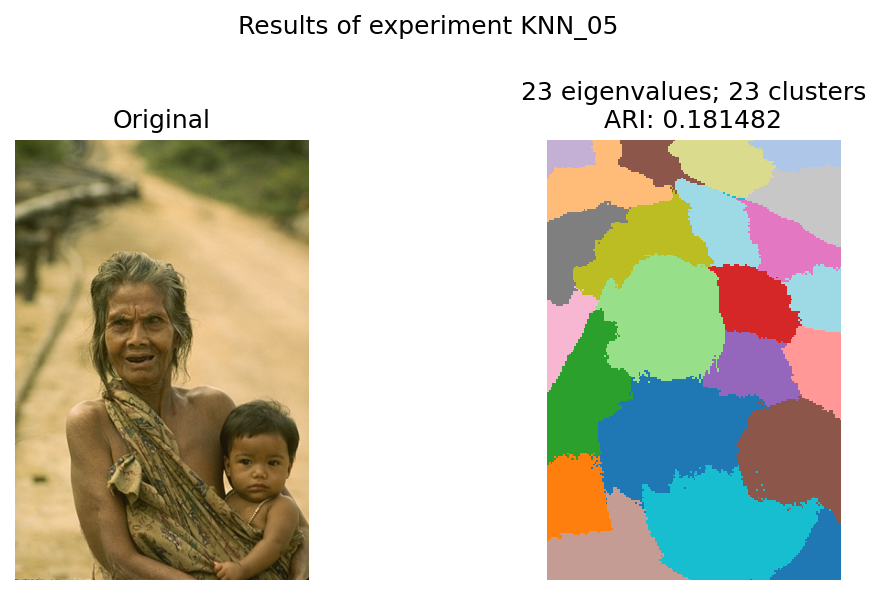 Results of experiment KNN_05
Original
23 eigenvalues; 23 clusters
ARI: 0.181482